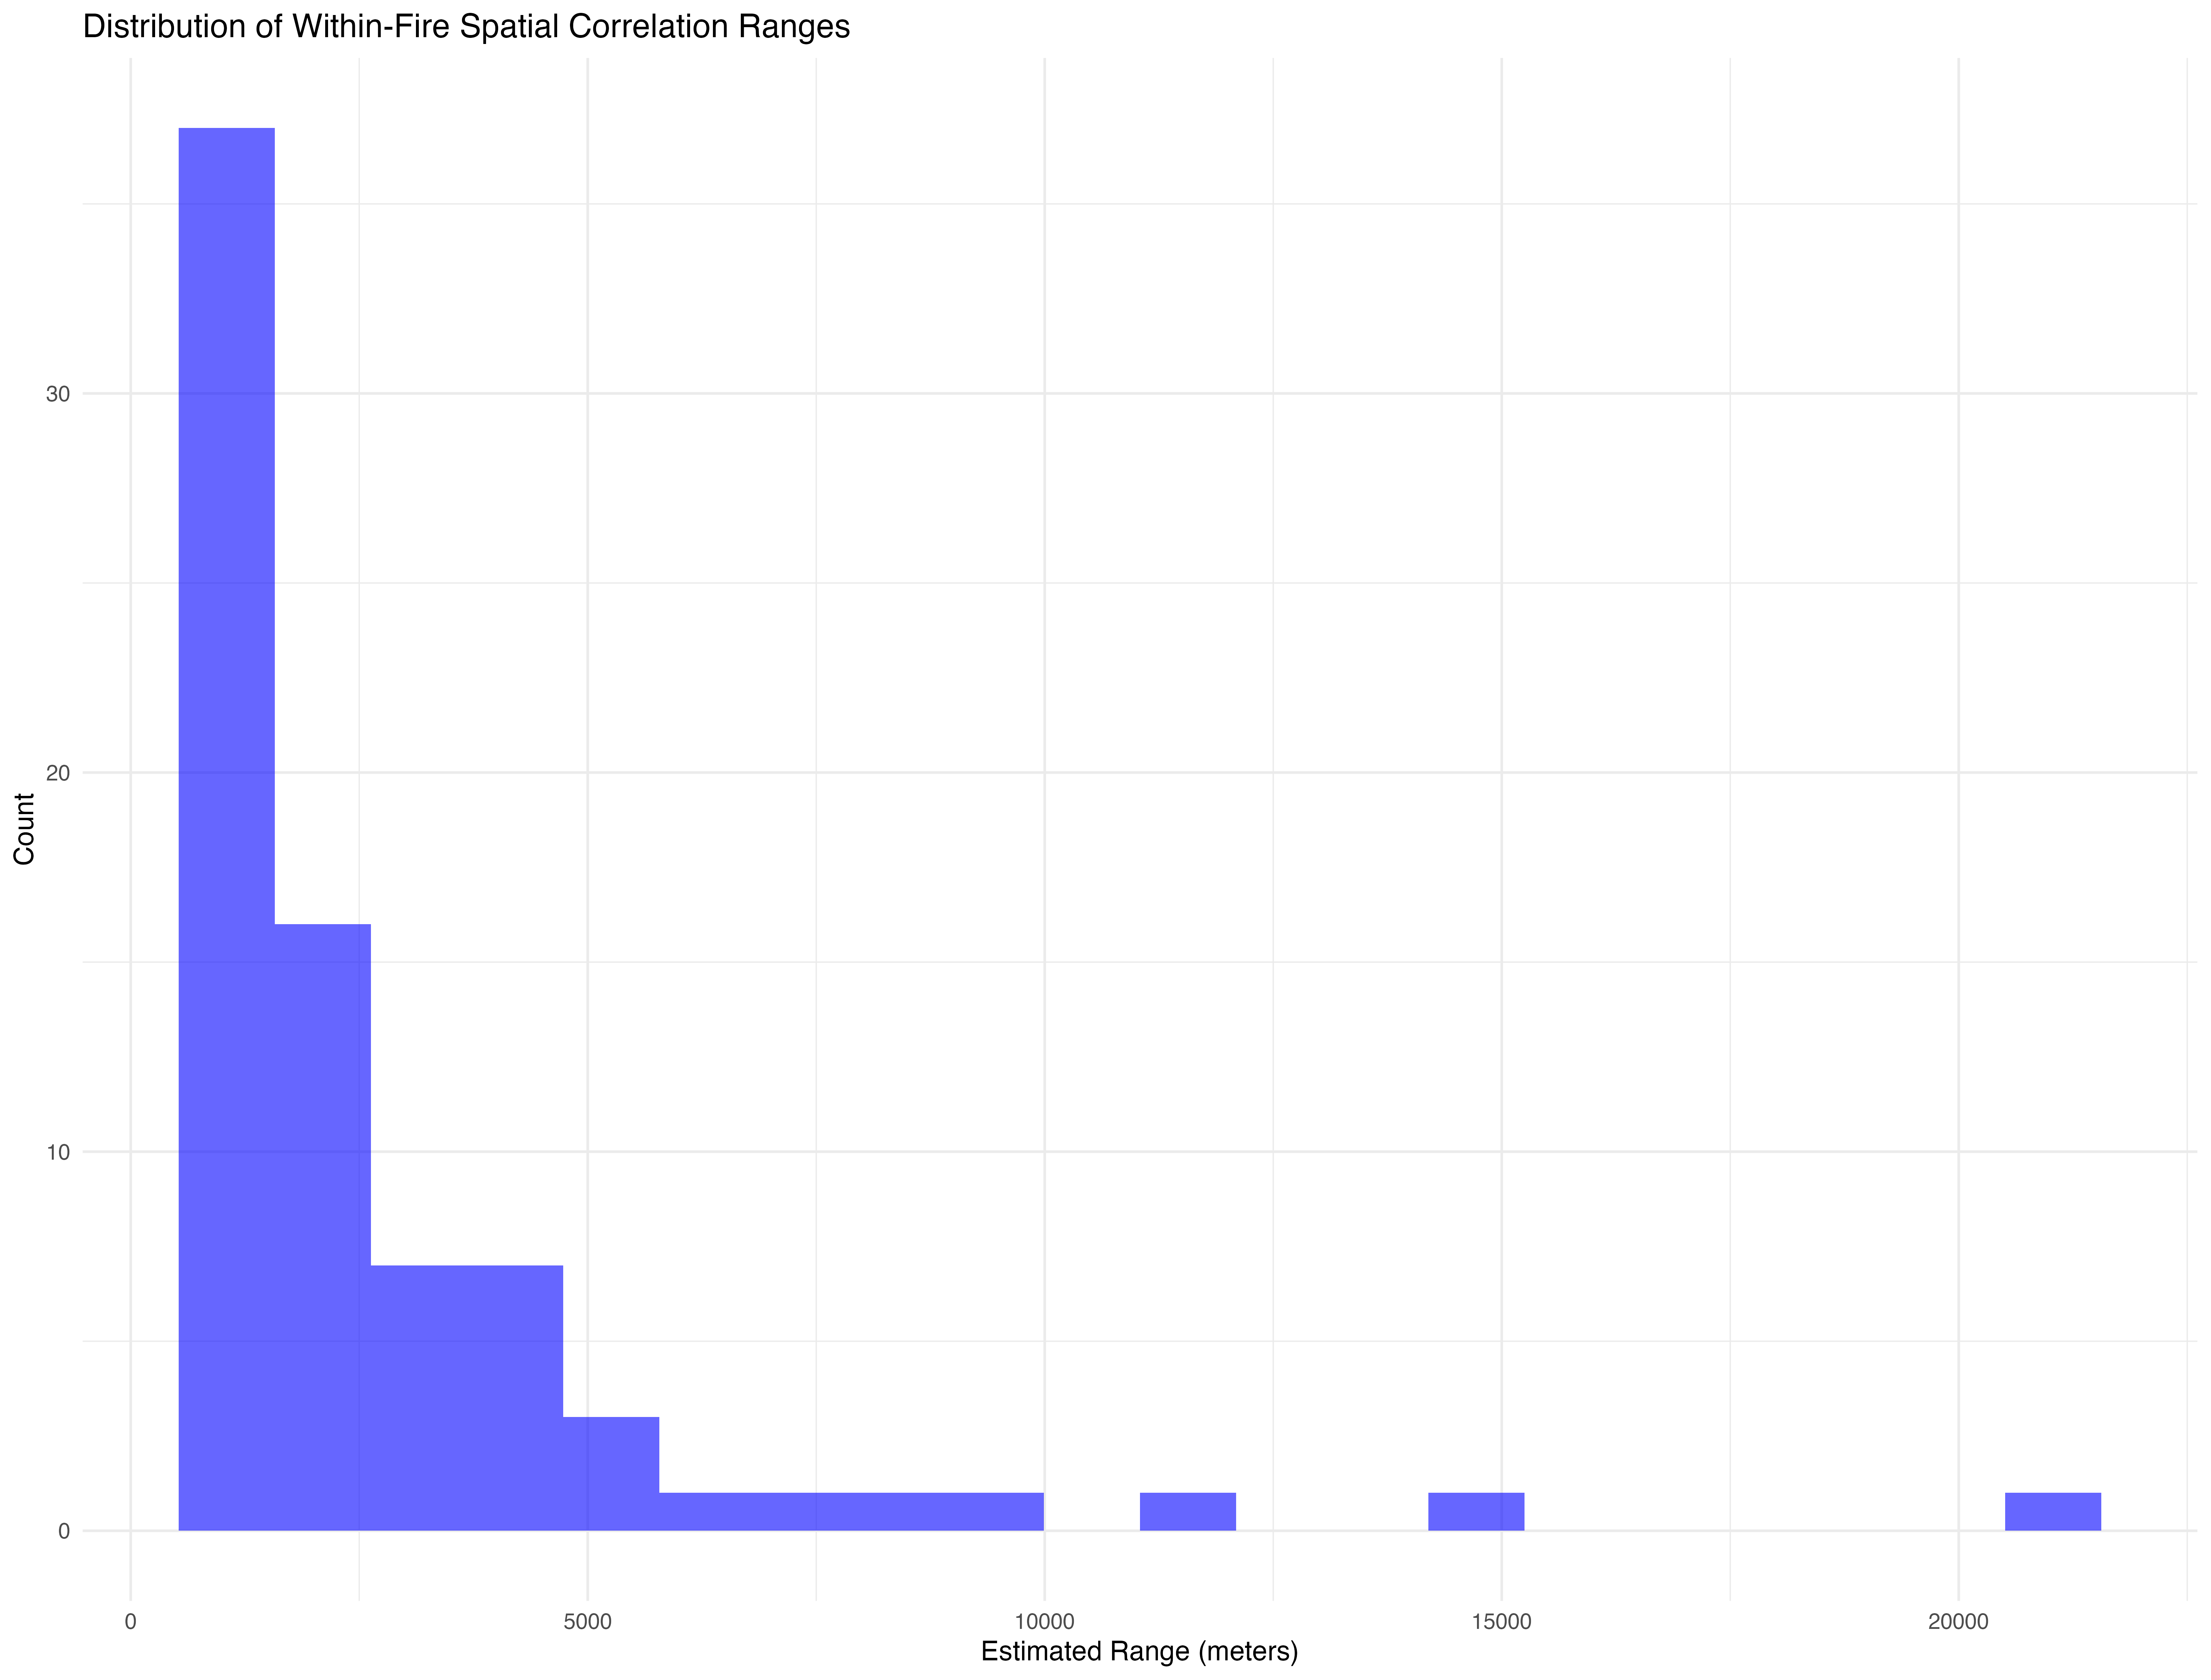 Distribution of Within-Fire Spatial Correlation Ranges
30
20
10
0
Count
0 5000 10000 15000 20000
Estimated Range (meters)